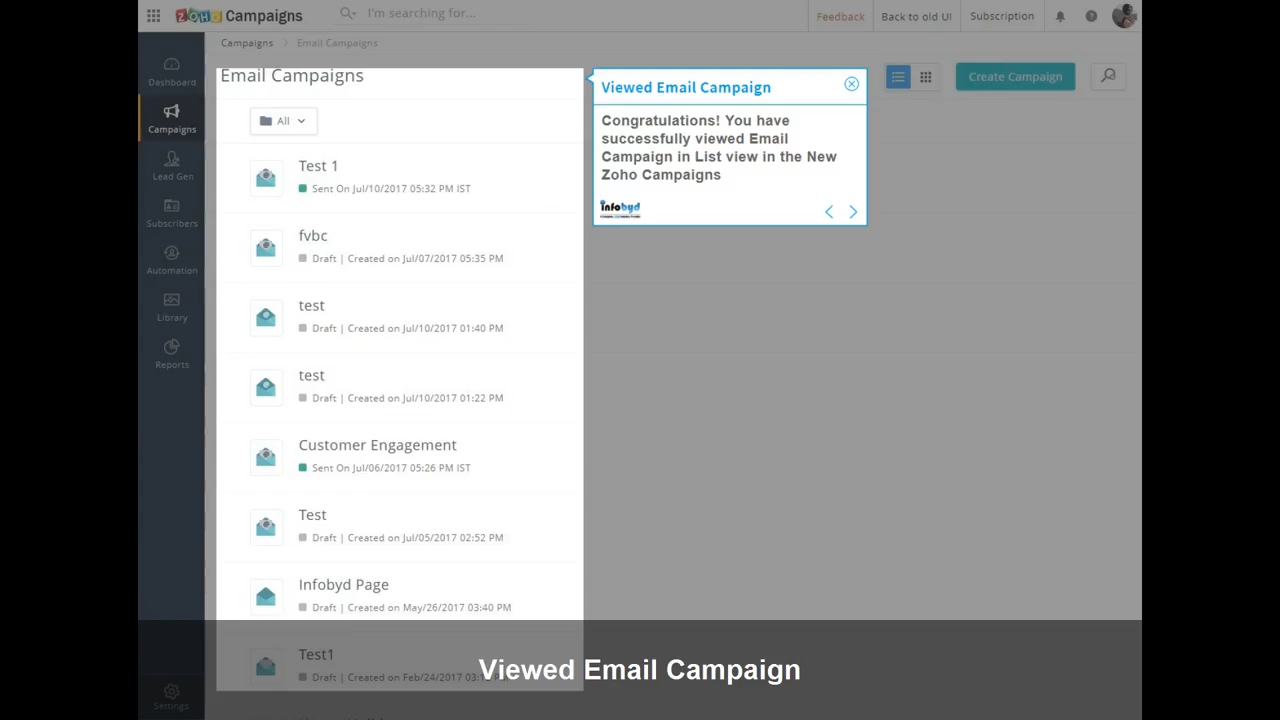 ZOHO Campaigns
I'm searching for...
Feedback
Back to old UI
Subscription
Campaigns
Email Campaigns
Dashboard
Campaigns
Lead Gen
Subscribers
Automation
Library
Reports
Settings
Email Campaigns
Create Campaign
All
Test 1
Sent On Jul/10/2017 05:32 PM IST
fvbc
Draft | Created on Jul/07/2017 05:35 PM
test
Draft | Created on Jul/10/2017 01:40 PM
test
Draft | Created on Jul/10/2017 01:22 PM
Customer Engagement
Sent On Jul/06/2017 05:26 PM IST
Test
Draft | Created on Jul/05/2017 02:52 PM
Infobyd Page
Draft | Created on May/26/2017 03:40 PM
Test1
Draft | Created on Feb/24/2017
Viewed Email Campaign
Congratulations! You have
successfully viewed Email
Campaign in List view in the New
Zoho Campaigns
infobyd
Viewed Email Campaign